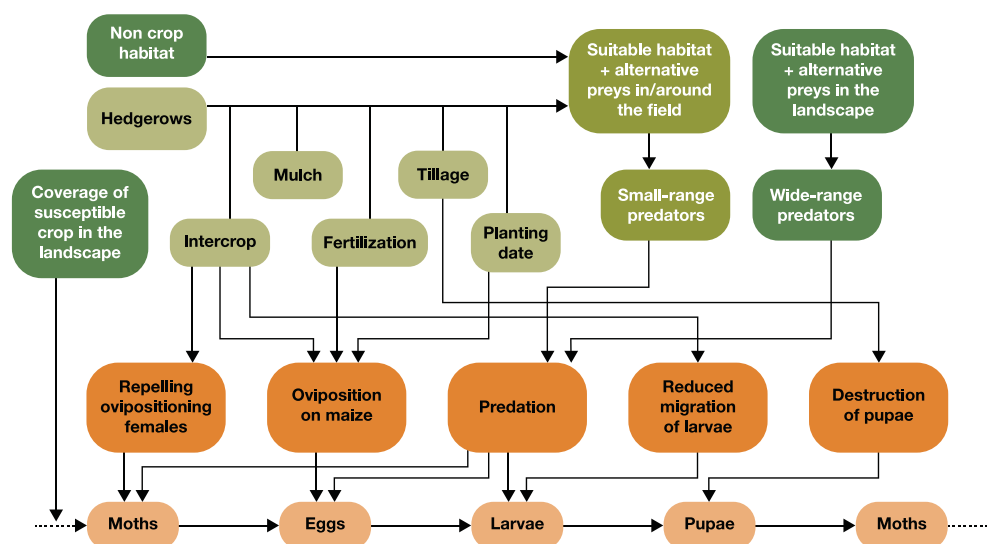 Non crop
habitat
Suitable habitat
+ alternative
preys in/around
the field
Suitable habitat
+ alternative
preys in the
landscape
Hedgerows
Mulch
Tillage
Coverage of
susceptible
crop in the
landscape
Small-range
predators
Wide-range
predators
Intercrop
Fertilization
Planting
date
Repelling
ovipositioning
females
Oviposition
on maize
Predation
Reduced
migration
of larvae
Destruction
of pupae
Moths
Eggs
Larvae
Pupae
Moths